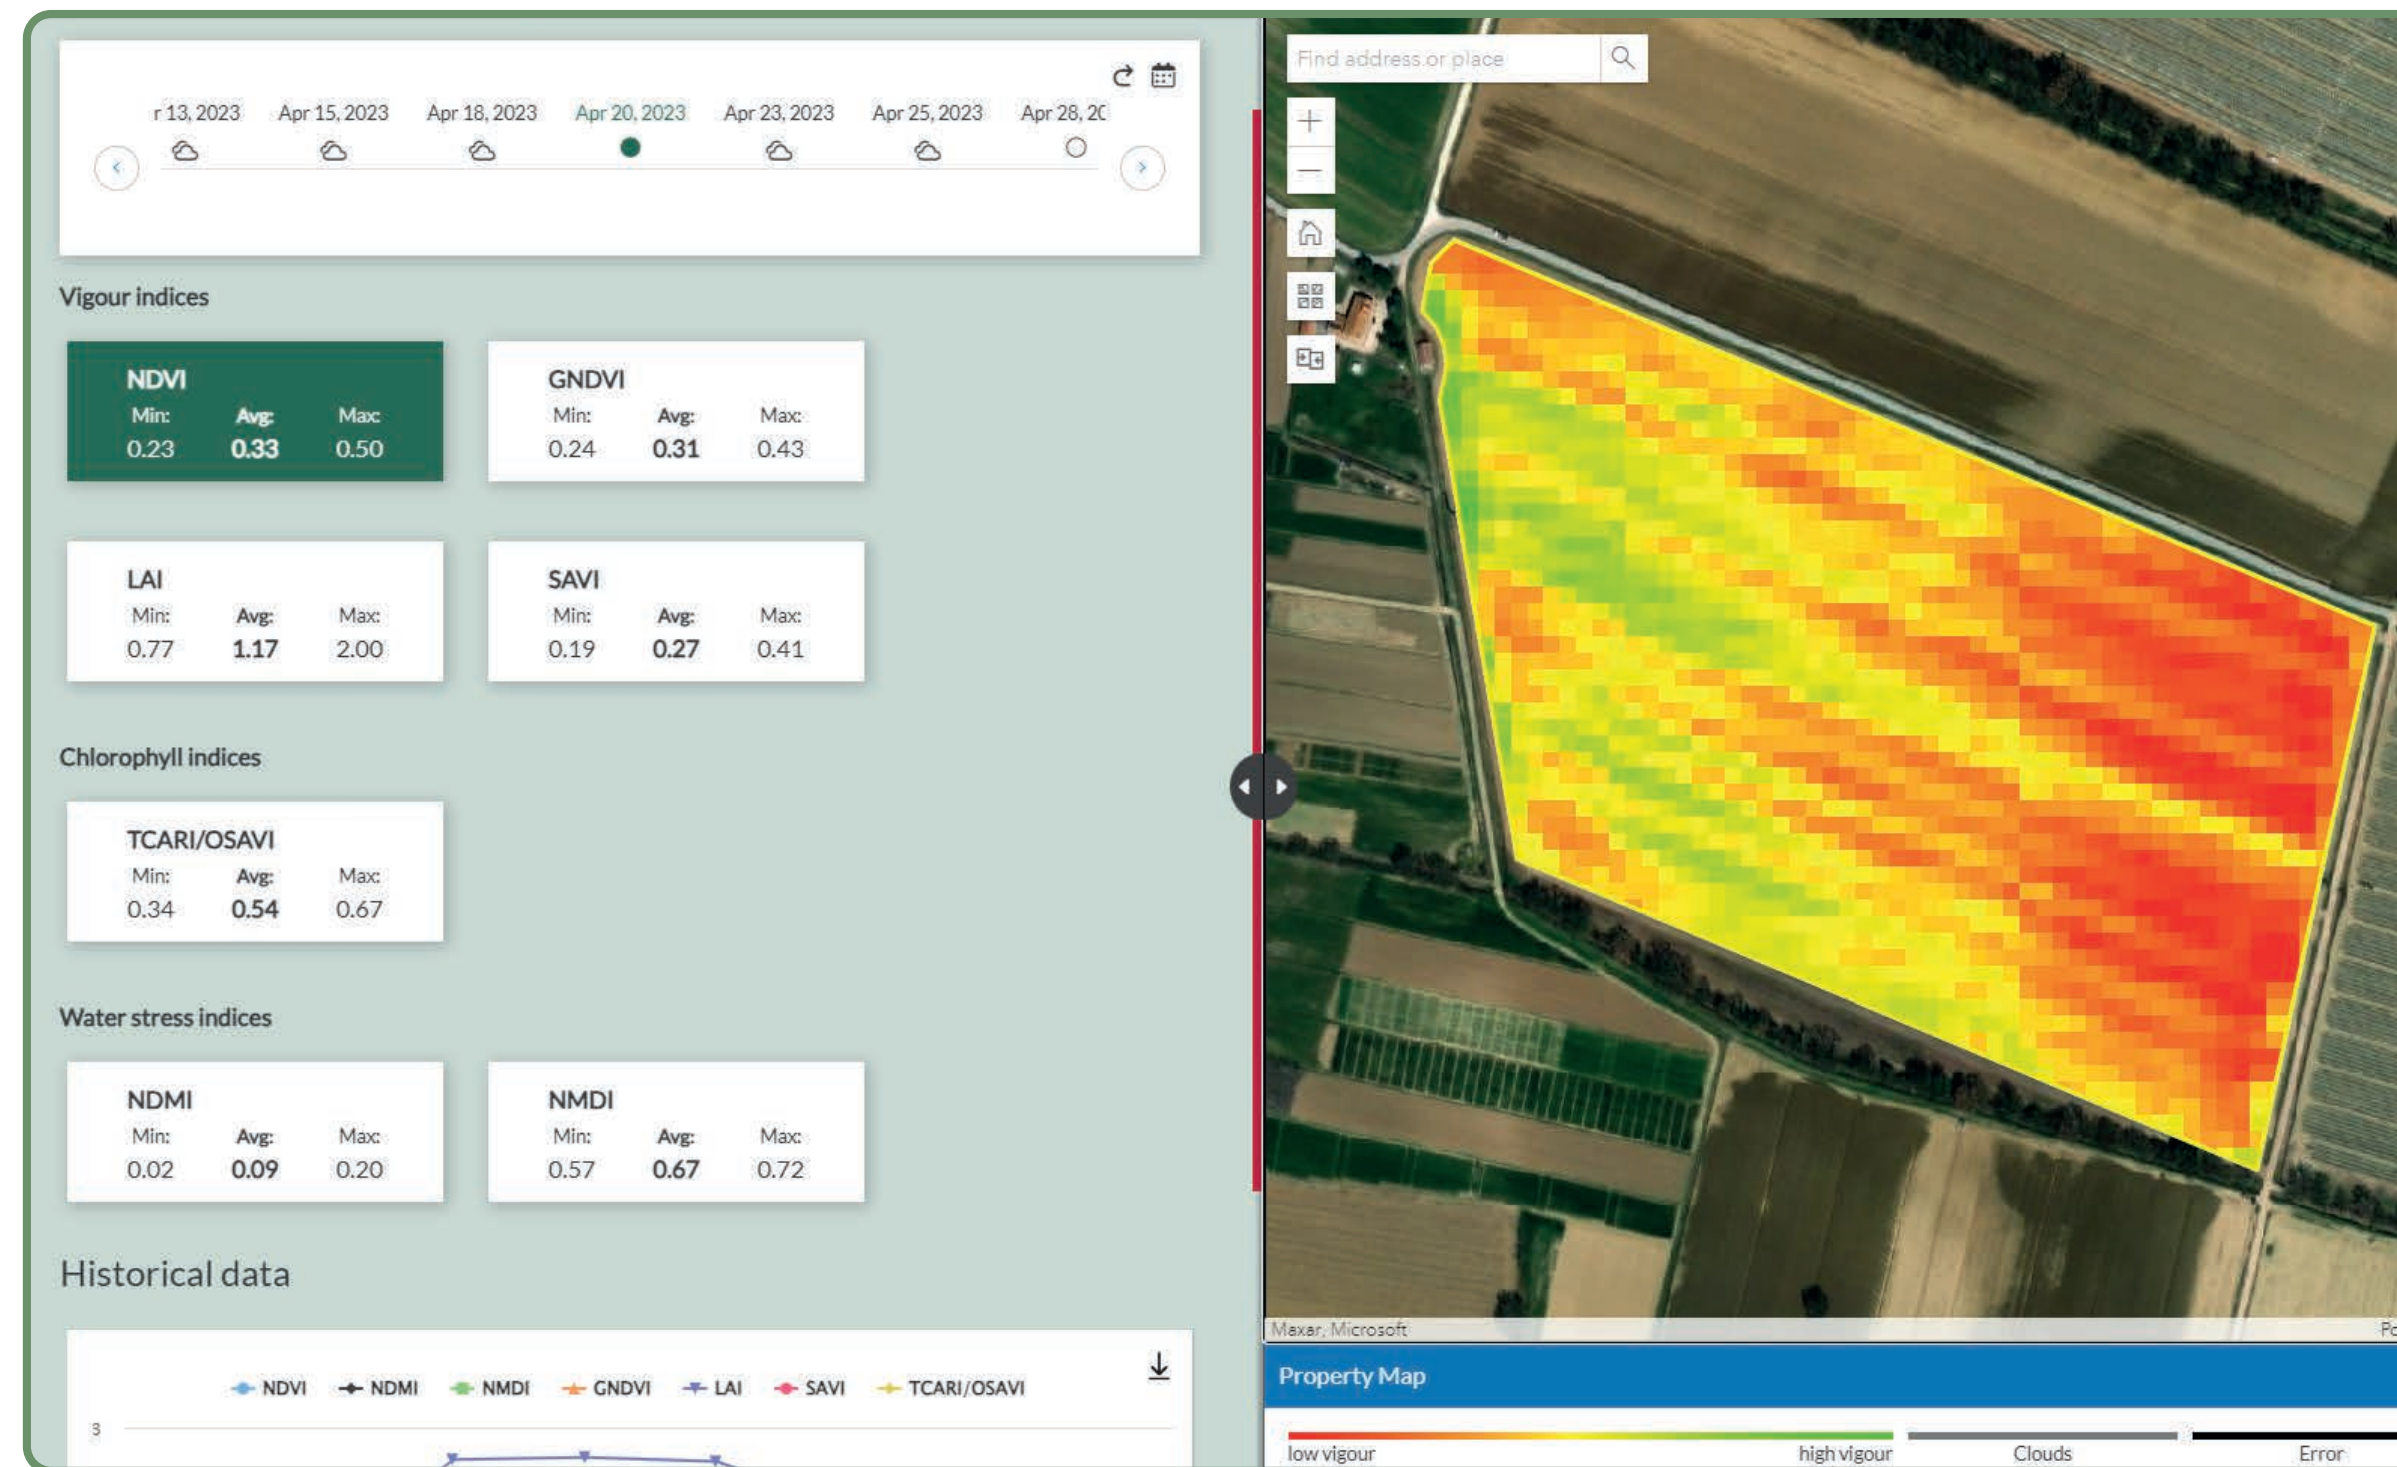 r 13, 2023 Apr 15, 2023 Apr 18, 2023 Apr 20, 2023 Apr 23, 2023 Apr 25, 2023 Apr 28, 20
Vigour indices
NDVI
Min: Avg: Max:
0.23 0.33 0.50
GNDVI
Min: Avg: Max:
0.24 0.31 0.43
LAI
Min: Avg: Max:
0.77 1.17 2.00
SAVI
Min: Avg: Max:
0.19 0.27 0.41
Chlorophyll indices
TCARI/OSAVI
Min: Avg: Max:
0.34 0.54 0.67
Water stress indices
NDMI
Min: Avg: Max:
0.02 0.09 0.20
NMDI
Min: Avg: Max:
0.57 0.67 0.72
Historical data
NDVI NDMI NMDI GNDVI LAI SAVI TCARI/OSAVI
3
Find address or place
Maxar, Microsoft Po
Property Map
low vigour high vigour Clouds Error